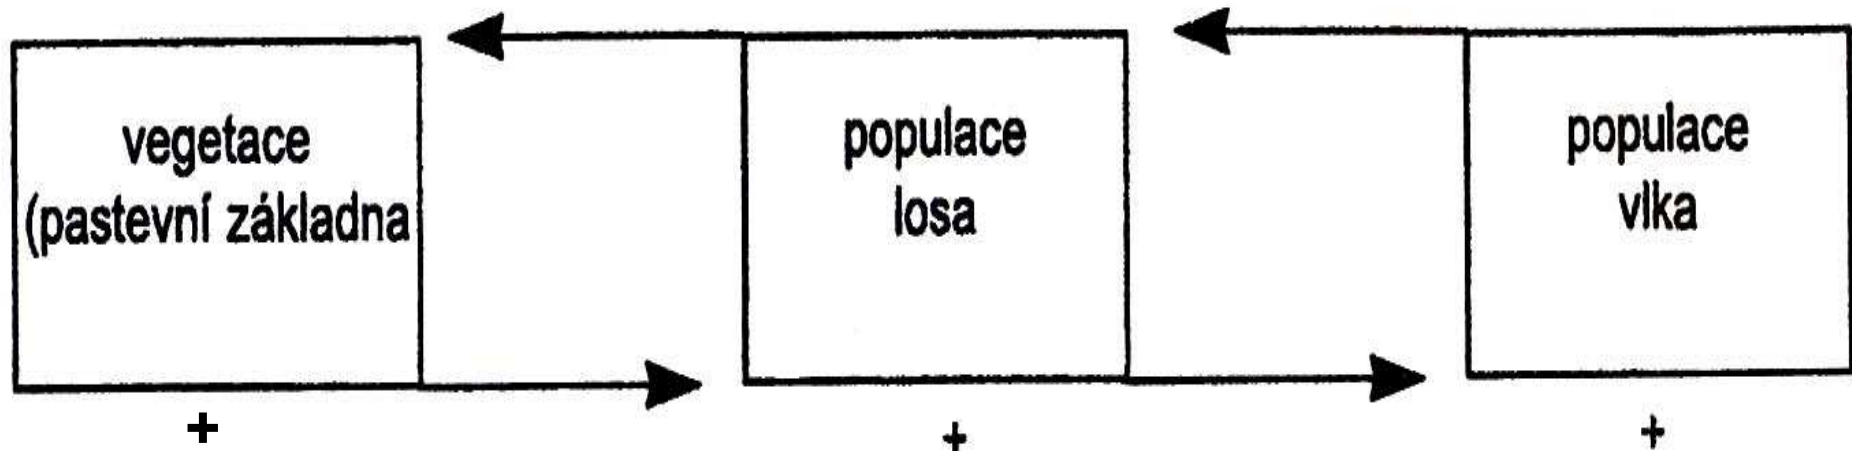 vegetace
(pastevní základna
populace
losa
populace
vlka
+
+
+